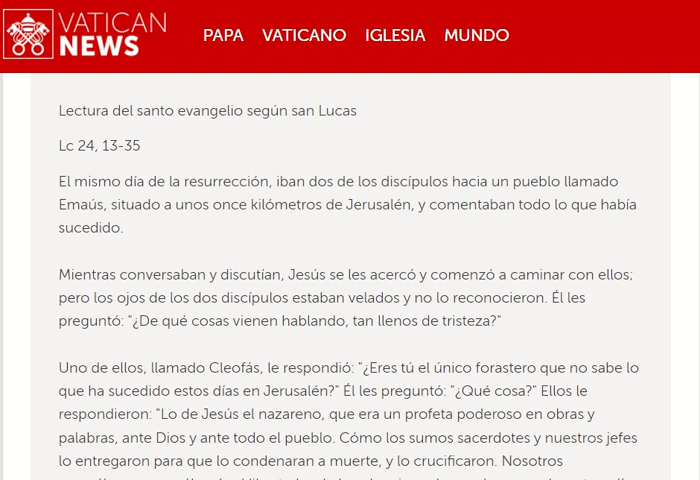 VATICAN
NEWS
PAPA VATICANO IGLESIA MUNDO
Lectura del santo evangelio según san Lucas
Lc 24, 13-35
El mismo día de la resurrección, iban dos de los discípulos hacia un pueblo llamado
Emaús, situado a unos once kilómetros de Jerusalén, y comentaban todo lo que había
sucedido.
Mientras conversaban y discutían, Jesús se les acercó y comenzó a caminar con ellos;
pero los ojos de los dos discípulos estaban velados y no lo reconocieron. Él les
preguntó: "¿De qué cosas vienen hablando, tan llenos de tristeza?"
Uno de ellos, llamado Cleofás, le respondió: "¿Eres tú el único forastero que no sabe lo
que ha sucedido estos días en Jerusalén?" Él les preguntó: "¿Qué cosa?" Ellos le
respondieron: "Lo de Jesús el nazareno, que era un profeta poderoso en obras y
palabras, ante Dios y ante todo el pueblo. Cómo los sumos sacerdotes y nuestros jefes
lo entregaron para que lo condenaran a muerte, y lo crucificaron. Nosotros